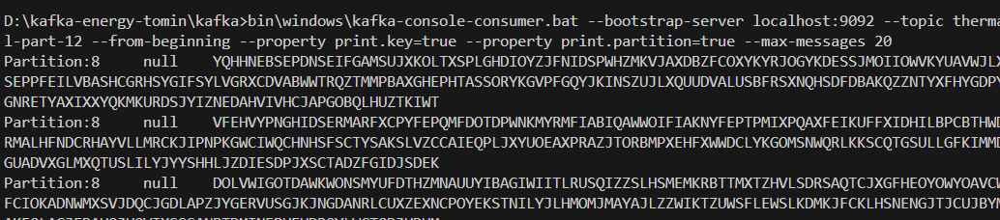 D:\kafka-energy-tomin\kafka>bin\windows\kafka-console-consumer.bat --bootstrap-server localhost:9092 --topic therma
l-part-12 --from-beginning --property print.key=true --property print.partition=true --max-messages 20
Partition:8 null YQHHNEBSEPDNSEIFGAMSUJXKOLTXSPLGHDIOYZJFNIDSPWHZMKVJAXDBZFCOXYKYRJOGYKDESSJMOIIOWVKYUAVWJLX
SEPPFEILVBASHCGRHSYGIFSYLVGRXCDVABWWTRQZTMMPBAXGHEPHTASSORYKGVPFGQYJKINSZUJLXQUUDVALUSBFRSXNQHSDFDBAKQZZNTYXFHYGDPY
GNRETYAXIXXYQKMKURDSJYIZNEDAHVIVHCJAPGOBQLHUZTKIWT
Partition:8 null VFEHVYPNGHIDSERMARFXCPYFEPQMFDOTDPWNKMYRMFIABIQAWWOIFIAKNYFEPTPMIXPQAXFEIKUFFXIDHILBPCBTHWD
RMALHFNDCRHAYVLLMRCKJIPNPKGWCIWQCHNHSFSCTYSAKSLVZCCAIEQPLJXYUOEAXPRAZJTORBMPXEHFXWWDCLYKGOMSNWQRLKKSCQTGSULLGFKIMMD
GUADVXGLMXQTUSLILYJYYSHHLJZDIESDPJXSCTADZFGIDJSDEK
Partition:8 null DOLVWIGOTDAWKWONSMYUFDTHZMNAUUYIBAGIWIITLRUSQIZZSLHSMEMKRBTTMXTZHVLSDRSAQTCJXGFHEOYOWYOAVCW
FCIOKADNWMXSVJDQCJGDLAPZJYGERVUSGJKJNGDANRLCUXZEXNCPOYEKSTNILYJLHMOMJMAYAJLZZWIKTZUWSFLEWSLKDMKJFCKLHSNENGJTJCUJBYM